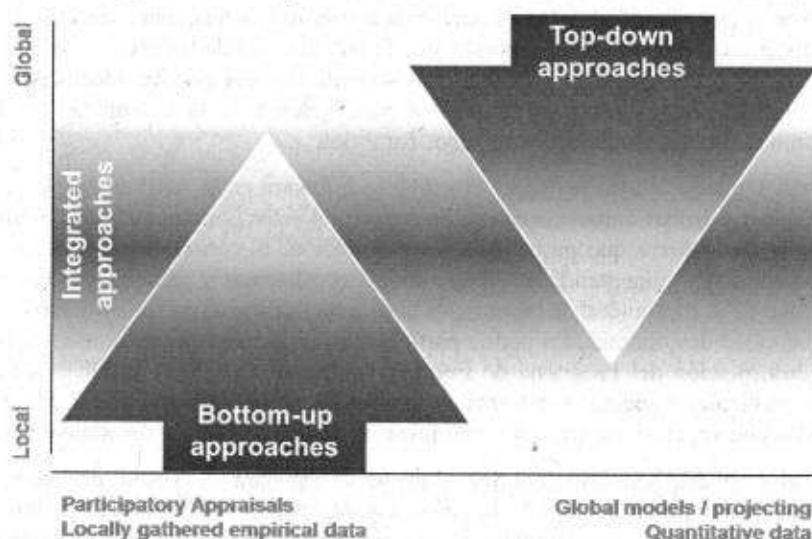 Global
Top-down
approaches
Integrated
approaches
Local
Bottom-up
approaches
Participatory Appraisals
Locally gathered empirical data
Global models / projecting
Quantitative data